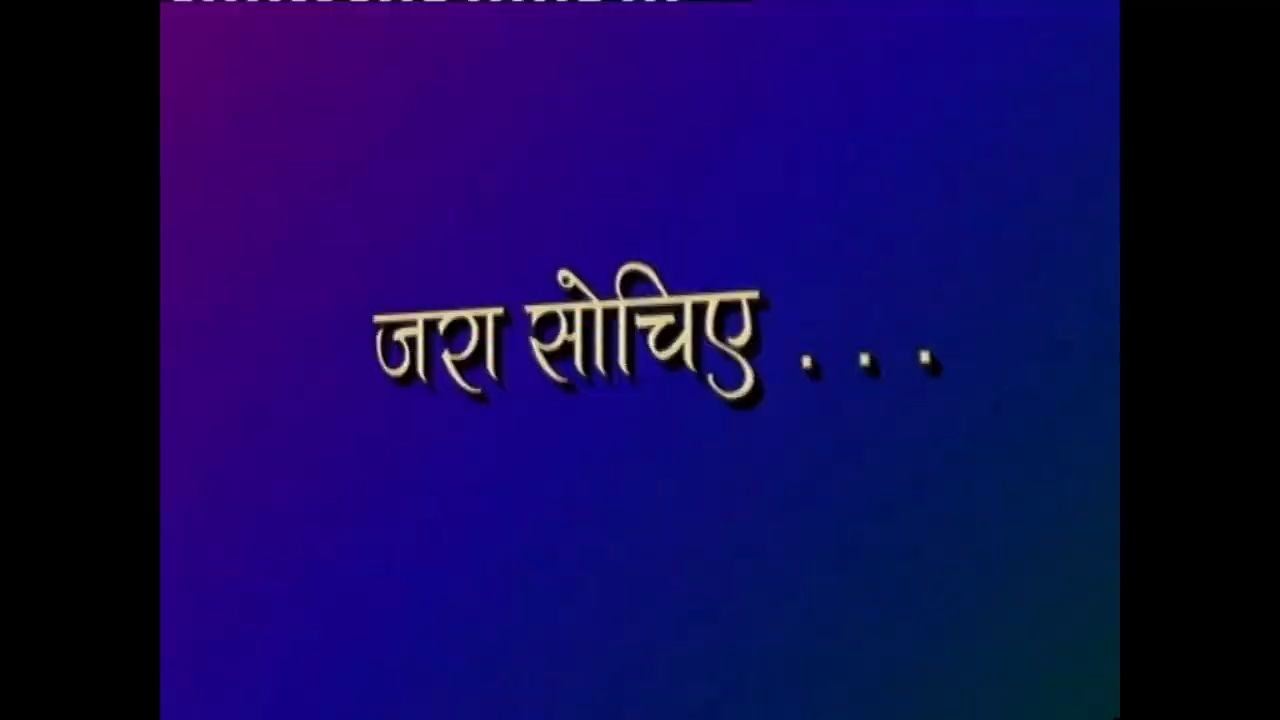 जरा सोचिए . . .